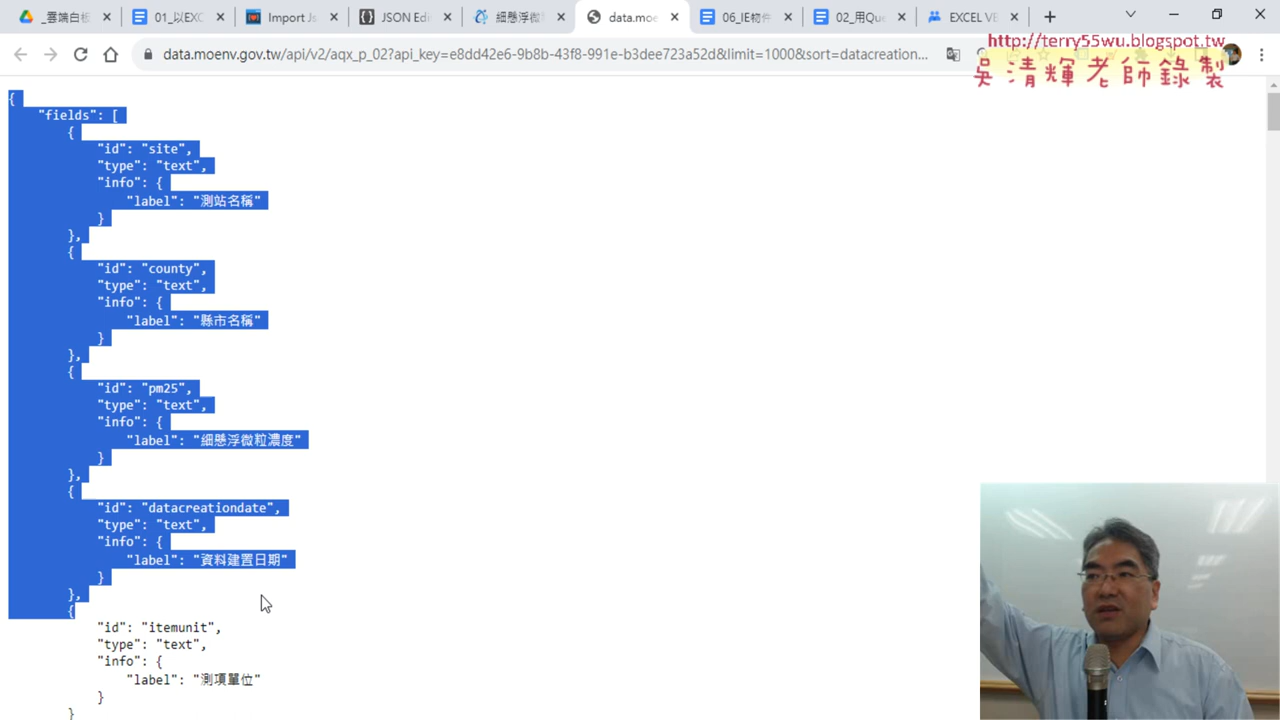 _雲端白板
01_以EXC
Import Js
JSON Edi
細懸浮微
data.moe
06_IE物件
02_用Que
EXCEL VB
data.moenv.gov.tw/api/v2/aqx_p_02?api_key=e8dd42e6-9b8b-43f8-991e-b3dee723a52d&limit=1000&sort=datacreation...
http://terry55wu.blogspot.tw
吳清輝老師錄製
{
"fields": [
{
"id": "site",
"type": "text",
"info": {
"label": "測站名稱"
}
},
{
"id": "county",
"type": "text",
"info": {
"label": "縣市名稱"
}
},
{
"id": "pm25",
"type": "text",
"info": {
"label": "細懸浮微粒濃度"
}
},
{
"id": "datacreationdate",
"type": "text",
"info": {
"label": "資料建置日期"
}
},
{
"id": "itemunit",
"type": "text",
"info": {
"label": "測項單位"
}
}